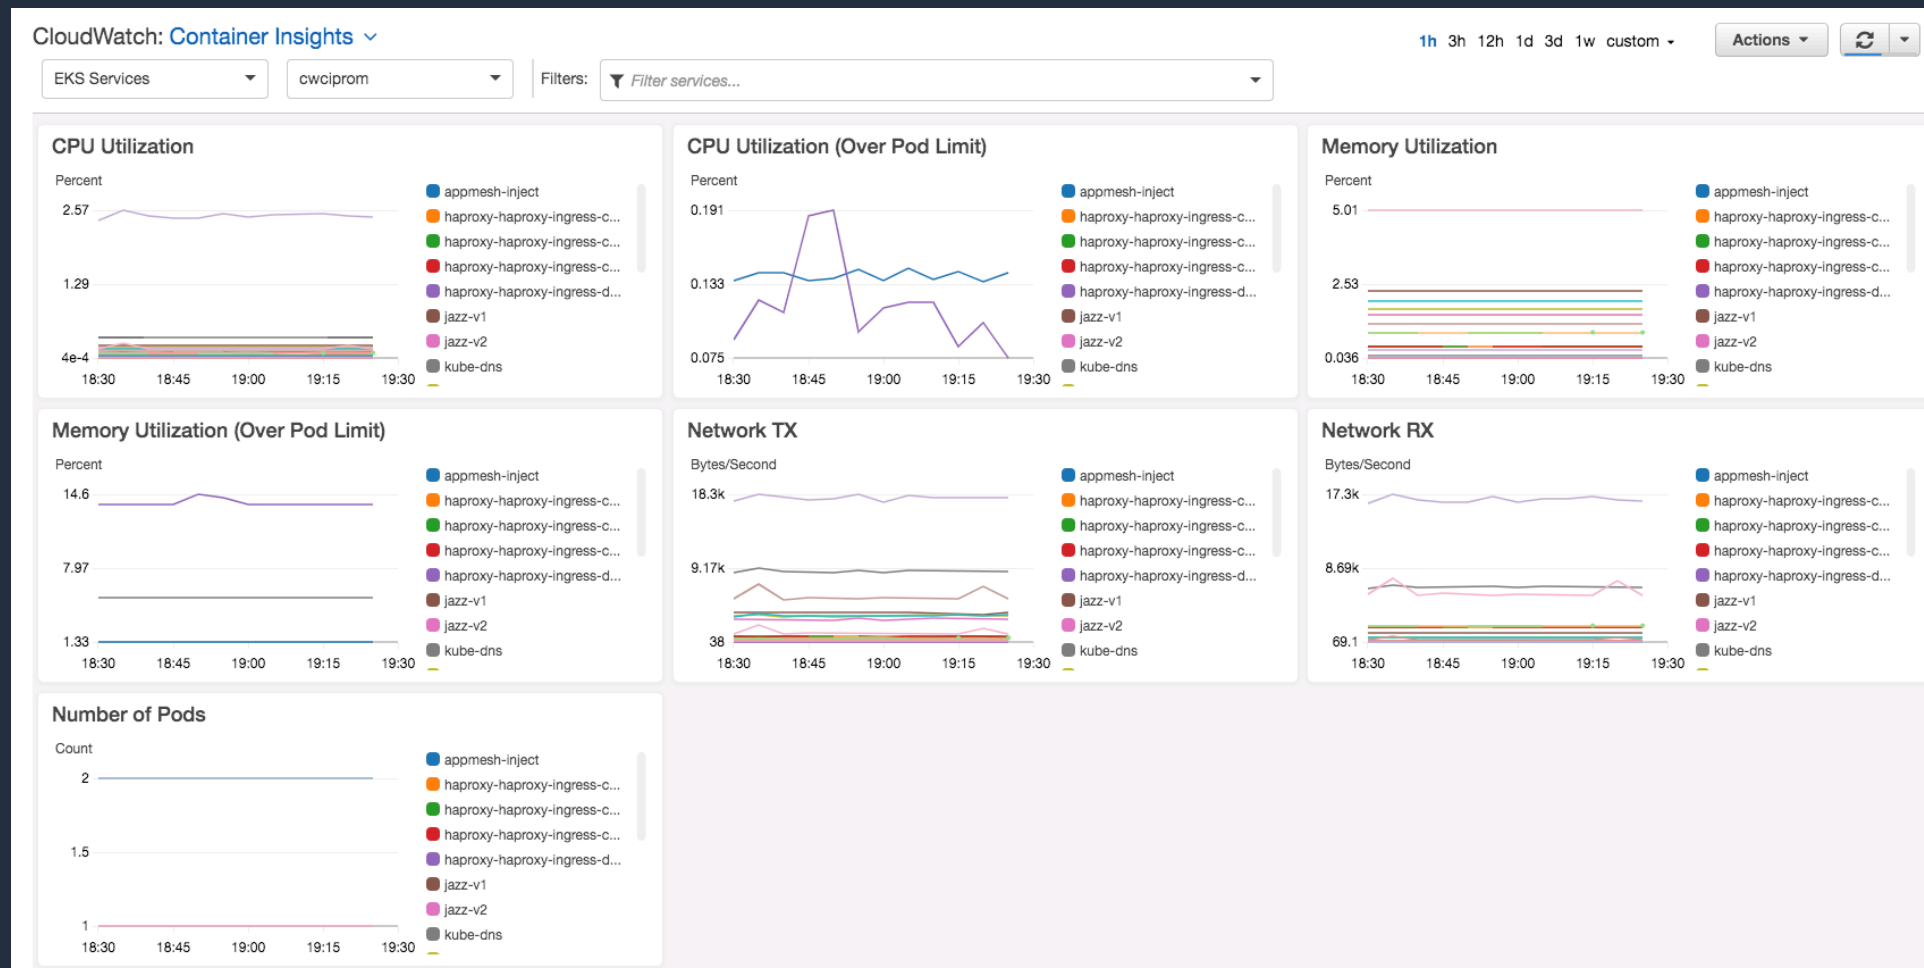 CloudWatch: Container Insights
1h 3h 12h 1d 3d 1w custom
Actions
EKS Services
cwciprom
Filters:
Filter services...
CPU Utilization
Percent
2.57
1.29
4e-4
18:30 18:45 19:00 19:15 19:30
appmesh-inject
haproxy-haproxy-ingress-c...
haproxy-haproxy-ingress-c...
haproxy-haproxy-ingress-c...
haproxy-haproxy-ingress-d...
jazz-v1
jazz-v2
kube-dns
CPU Utilization (Over Pod Limit)
Percent
0.191
0.133
0.075
18:30 18:45 19:00 19:15 19:30
appmesh-inject
haproxy-haproxy-ingress-c...
haproxy-haproxy-ingress-c...
haproxy-haproxy-ingress-c...
haproxy-haproxy-ingress-d...
jazz-v1
jazz-v2
kube-dns
Memory Utilization
Percent
5.01
2.53
0.036
18:30 18:45 19:00 19:15 19:30
appmesh-inject
haproxy-haproxy-ingress-c...
haproxy-haproxy-ingress-c...
haproxy-haproxy-ingress-c...
haproxy-haproxy-ingress-d...
jazz-v1
jazz-v2
kube-dns
Memory Utilization (Over Pod Limit)
Percent
14.6
7.97
1.33
18:30 18:45 19:00 19:15 19:30
appmesh-inject
haproxy-haproxy-ingress-c...
haproxy-haproxy-ingress-c...
haproxy-haproxy-ingress-c...
haproxy-haproxy-ingress-d...
jazz-v1
jazz-v2
kube-dns
Network TX
Bytes/Second
18.3k
9.17k
38
18:30 18:45 19:00 19:15 19:30
appmesh-inject
haproxy-haproxy-ingress-c...
haproxy-haproxy-ingress-c...
haproxy-haproxy-ingress-c...
haproxy-haproxy-ingress-d...
jazz-v1
jazz-v2
kube-dns
Network RX
Bytes/Second
17.3k
8.69k
69.1
18:30 18:45 19:00 19:15 19:30
appmesh-inject
haproxy-haproxy-ingress-c...
haproxy-haproxy-ingress-c...
haproxy-haproxy-ingress-c...
haproxy-haproxy-ingress-d...
jazz-v1
jazz-v2
kube-dns
Number of Pods
Count
2
1.5
1
18:30 18:45 19:00 19:15 19:30
appmesh-inject
haproxy-haproxy-ingress-c...
haproxy-haproxy-ingress-c...
haproxy-haproxy-ingress-c...
haproxy-haproxy-ingress-d...
jazz-v1
jazz-v2
kube-dns